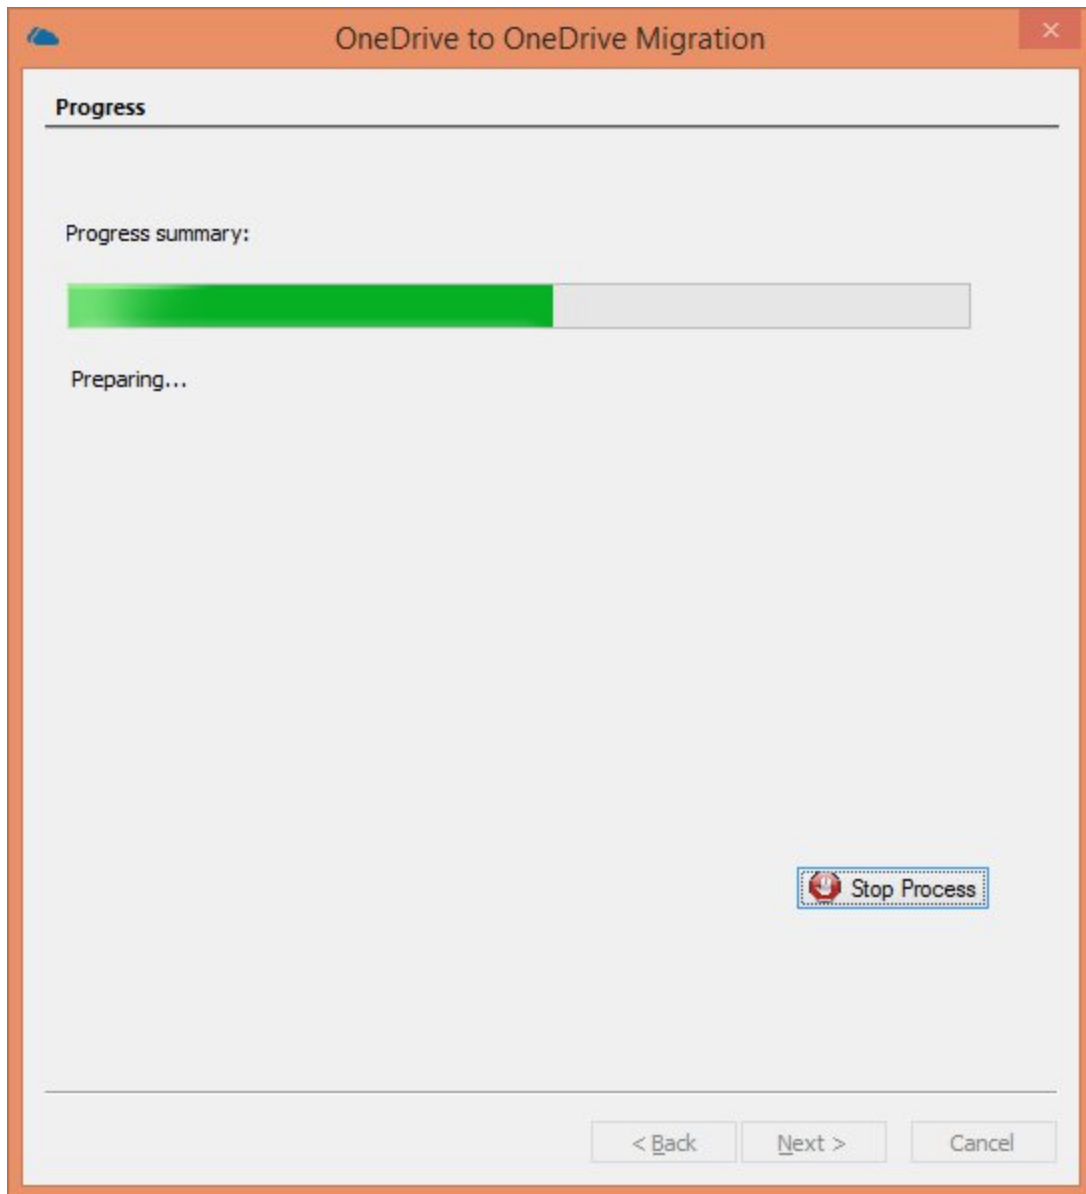 OneDrive to OneDrive Migration
Progress
Progress summary:
Preparing...
Stop Process
< Back Next > Cancel